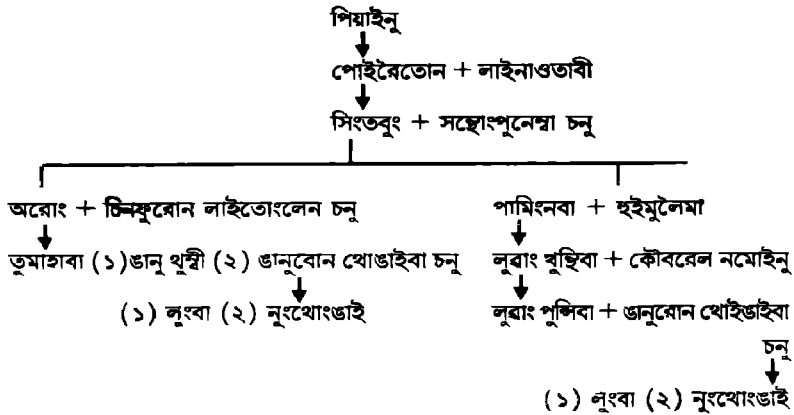 পিয়াইনু
পোইরৈতোন + লাইনাওতাবী
সিংতবুং + সন্থোংপুনেম্বা চনু
অরোং + চিনফুরোন লাইতোংলেন চনু
পামিংনবা + হুইমুলৈমা
তুমাহাবা (১)ঙানু থুম্বী (২) ঙানুবোন থোঙাইবা চনু
লুৱাং খুন্থিবা + কৌবরেল নমোইনু
(১) লুংবা (২) নুংথোংঙাই
লুৱাং পুন্সিবা + ঙানুরোন থোইঙাইবা
চনু
(১) লুংবা (২) নুংথোংঙাই